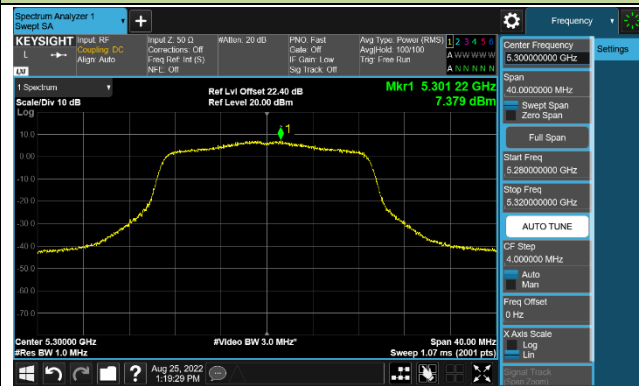 Spectrum Analyzer 1
Swept SA
+
Frequency
KEYSIGHT
L
LXI
Input: RF
Coupling: DC
Align: Auto
Input Z: 50 Ω
Corrections: Off
Freq Ref: Int (S)
NFE: Off
#Atten: 20 dB
PNO: Fast
Gate: Off
IF Gain: Low
Sig Track: Off
Avg Type: Power (RMS)
Avg|Hold: 100/100
Trig: Free Run
1 2 3 4 5 6
A W W W W W
A N N N N N
1 Spectrum
Scale/Div 10 dB
Log
Ref Lvl Offset 22.40 dB
Ref Level 20.00 dBm
Mkr1 5.301 22 GHz
7.379 dBm
1
10.0
0.00
-10.0
-20.0
-30.0
-40.0
-50.0
-60.0
-70.0
Center 5.30000 GHz
#Res BW 1.0 MHz
#Video BW 3.0 MHz*
Span 40.00 MHz
Sweep 1.07 ms (2001 pts)
Center Frequency
5.300000000 GHz
Settings
Span
40.0000000 MHz
Swept Span
Zero Span
Full Span
Start Freq
5.280000000 GHz
Stop Freq
5.320000000 GHz
AUTO TUNE
CF Step
4.000000 MHz
Auto
Man
Freq Offset
0 Hz
X Axis Scale
Log
Lin
Signal Track
(Span Zoom)
?
Aug 25, 2022
1:19:29 PM